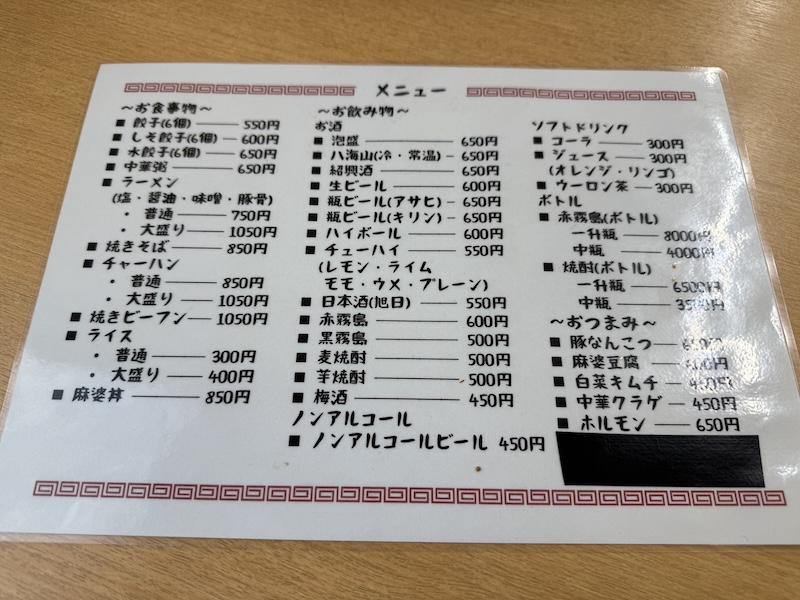 メニュー
～お食事物～
■ 餃子(6個) 550円
■ しそ餃子(6個) 600円
■ 水餃子(6個) 650円
■ 中華粥 650円
■ ラーメン
(塩・醤油・味噌・豚骨)
・ 普通 750円
・ 大盛り 1050円
■ 焼きそば 850円
■ チャーハン
・ 普通 850円
・ 大盛り 1050円
■ 焼きビーフン 1050円
■ ライス
・ 普通 300円
・ 大盛り 400円
■ 麻婆丼 850円
～お飲み物～
お酒
■ 泡盛 650円
■ 八海山(冷・常温) 650円
■ 紹興酒 650円
■ 生ビール 600円
■ 瓶ビール(アサヒ) 650円
■ 瓶ビール(キリン) 650円
■ ハイボール 600円
■ チューハイ 550円
(レモン・ライム
モモ・ウメ・プレーン)
■ 日本酒(旭日) 550円
■ 赤霧島 600円
■ 黒霧島 500円
■ 麦焼酎 500円
■ 芋焼酎 500円
■ 梅酒 450円
ノンアルコール
■ ノンアルコールビール 450円
ソフトドリンク
■ コーラ 300円
■ ジュース 300円
(オレンジ・リンゴ)
■ ウーロン茶 300円
ボトル
■ 赤霧島(ボトル)
一升瓶 8000円
中瓶 4000円
■ 焼酎(ボトル)
一升瓶 6500円
中瓶 3500円
～おつまみ～
■ 豚なんこつ
■ 麻婆豆腐
■ 白菜キムチ
■ 中華クラゲ 450円
■ ホルモン 650円